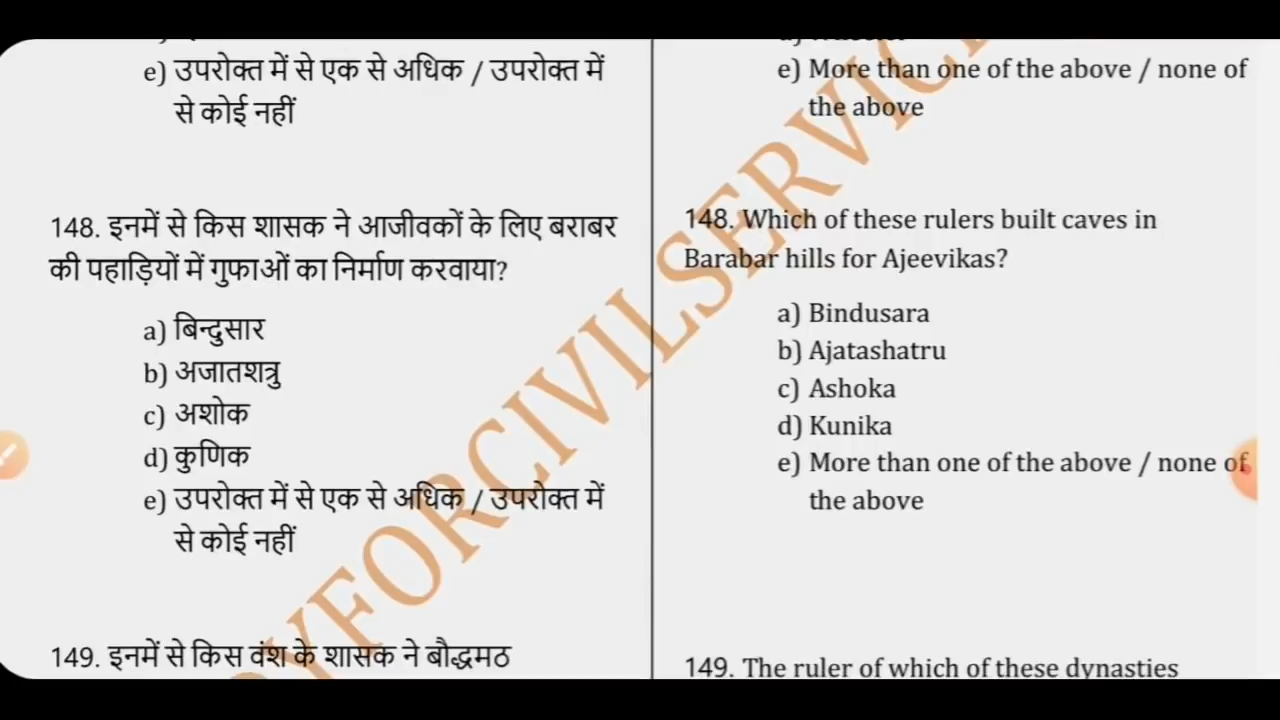 e) उपरोक्त में से एक से अधिक / उपरोक्त में
से कोई नहीं
148. इनमें से किस शासक ने आजीवकों के लिए बराबर
की पहाड़ियों में गुफाओं का निर्माण करवाया?
a) बिन्दुसार
b) अजातशत्रु
c) अशोक
d) कुणिक
e) उपरोक्त में से एक से अधिक / उपरोक्त में
से कोई नहीं
149. इनमें से किस वंश के शासक ने बौद्धमठ
e) More than one of the above / none of
the above
148. Which of these rulers built caves in
Barabar hills for Ajeevikas?
a) Bindusara
b) Ajatashatru
c) Ashoka
d) Kunika
e) More than one of the above / none of
the above
149. The ruler of which of these dynasties
YFORCIVILSERVIC